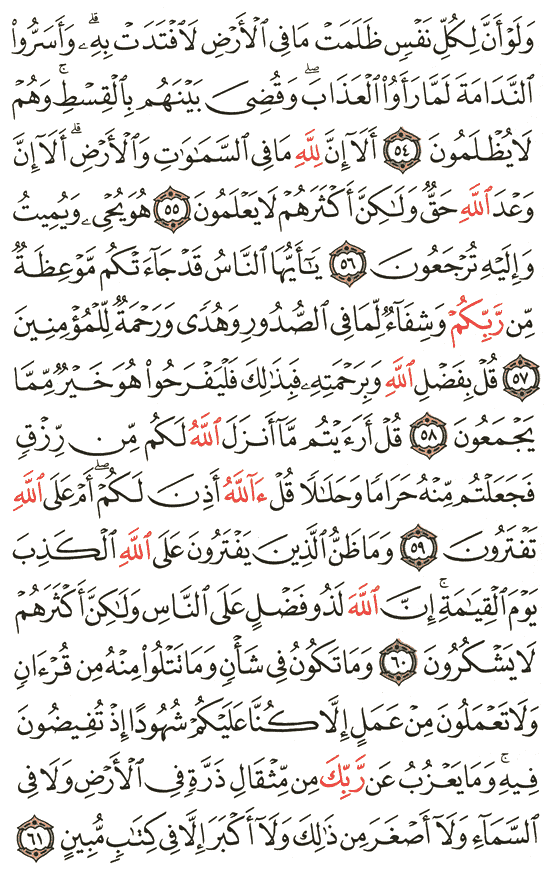 وَلَوْ أَنَّ لِكُلِّ نَفْسٍ ظَلَمَتْ مَا فِي ٱلْأَرْضِ لَٱفْتَدَتْ بِهِۦۗ وَأَسَرُّوا۟
ٱلنَّدَامَةَ لَمَّا رَأَوُا۟ ٱلْعَذَابَۖ وَقُضِىَ بَيْنَهُم بِٱلْقِسْطِۚ وَهُمْ
لَا يُظْلَمُونَ ٥٤ أَلَآ إِنَّ لِلَّهِ مَا فِي ٱلسَّمَٰوَٰتِ وَٱلْأَرْضِۗ أَلَآ إِنَّ
وَعْدَ ٱللَّهِ حَقٌّ وَلَٰكِنَّ أَكْثَرَهُمْ لَا يَعْلَمُونَ ٥٥ هُوَ يُحْىِۦ وَيُمِيتُ
وَإِلَيْهِ تُرْجَعُونَ ٥٦ يَٰٓأَيُّهَا ٱلنَّاسُ قَدْ جَآءَتْكُم مَّوْعِظَةٌ
مِّن رَّبِّكُمْ وَشِفَآءٌ لِّمَا فِي ٱلصُّدُورِ وَهُدًى وَرَحْمَةٌ لِّلْمُؤْمِنِينَ
٥٧ قُلْ بِفَضْلِ ٱللَّهِ وَبِرَحْمَتِهِۦ فَبِذَٰلِكَ فَلْيَفْرَحُوا۟ هُوَ خَيْرٌ مِّمَّا
يَجْمَعُونَ ٥٨ قُلْ أَرَءَيْتُم مَّآ أَنزَلَ ٱللَّهُ لَكُم مِّن رِّزْقٍ
فَجَعَلْتُم مِّنْهُ حَرَامًا وَحَلَٰلًا قُلْ ءَآللَّهُ أَذِنَ لَكُمْۖ أَمْ عَلَى ٱللَّهِ
تَفْتَرُونَ ٥٩ وَمَا ظَنُّ ٱلَّذِينَ يَفْتَرُونَ عَلَى ٱللَّهِ ٱلْكَذِبَ
يَوْمَ ٱلْقِيَٰمَةِۗ إِنَّ ٱللَّهَ لَذُو فَضْلٍ عَلَى ٱلنَّاسِ وَلَٰكِنَّ أَكْثَرَهُمْ
لَا يَشْكُرُونَ ٦٠ وَمَا تَكُونُ فِي شَأْنٍ وَمَا تَتْلُوا۟ مِنْهُ مِن قُرْءَانٍ
وَلَا تَعْمَلُونَ مِنْ عَمَلٍ إِلَّا كُنَّا عَلَيْكُمْ شُهُودًا إِذْ تُفِيضُونَ
فِيهِۚ وَمَا يَعْزُبُ عَن رَّبِّكَ مِن مِّثْقَالِ ذَرَّةٍ فِي ٱلْأَرْضِ وَلَا فِي
ٱلسَّمَآءِ وَلَآ أَصْغَرَ مِن ذَٰلِكَ وَلَآ أَكْبَرَ إِلَّا فِي كِتَٰبٍ مُّبِينٍ ٦١